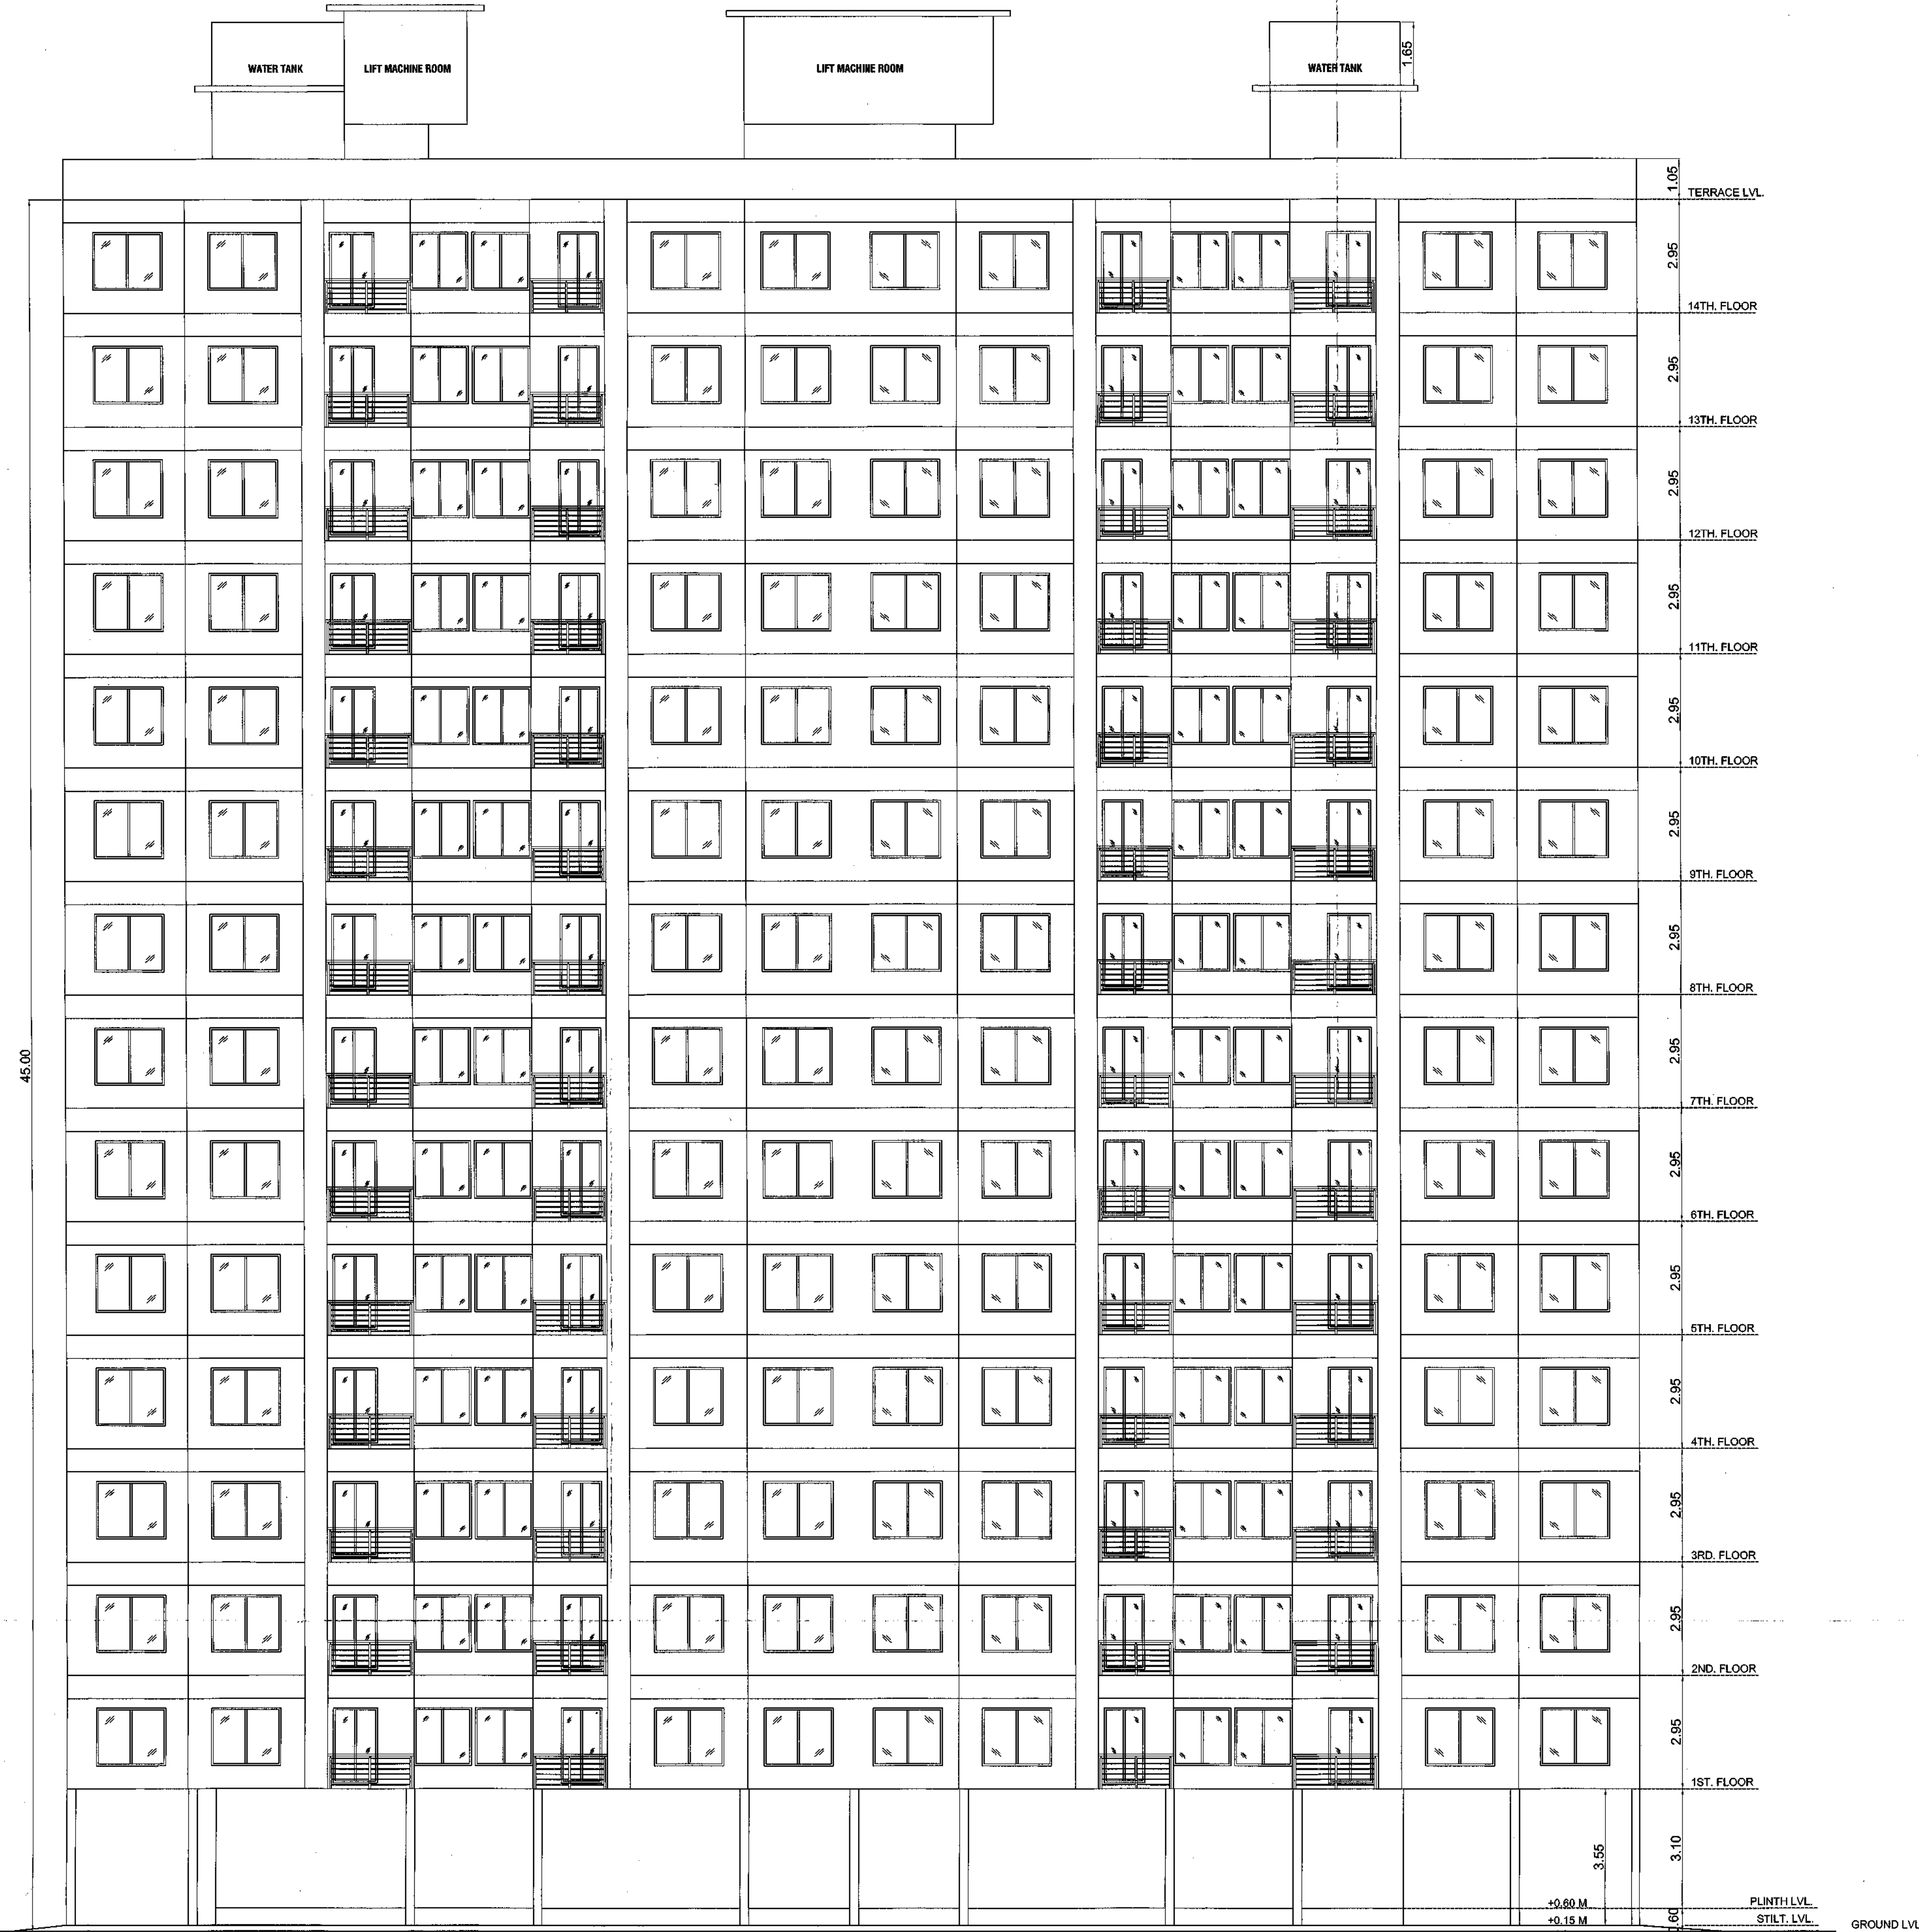 1.65
WATER TANK
LIFT MACHINE ROOM
LIFT MACHINE ROOM
WATER TANK
1.05
TERRACE LVL.
2.95
14TH. FLOOR
2.95
13TH. FLOOR
2.95
12TH. FLOOR
2.95
11TH. FLOOR
2.95
10TH. FLOOR
2.95
9TH. FLOOR
2.95
8TH. FLOOR
45.00
2.95
7TH. FLOOR
2.95
6TH. FLOOR
2.95
5TH. FLOOR
2.95
4TH. FLOOR
2.95
3RD. FLOOR
2.95
2ND. FLOOR
2.95
1ST. FLOOR
3.55
3.10
+0.60 M
PLINTH LVL.
+0.15 M
.60
STILT. LVL.
GROUND LVL